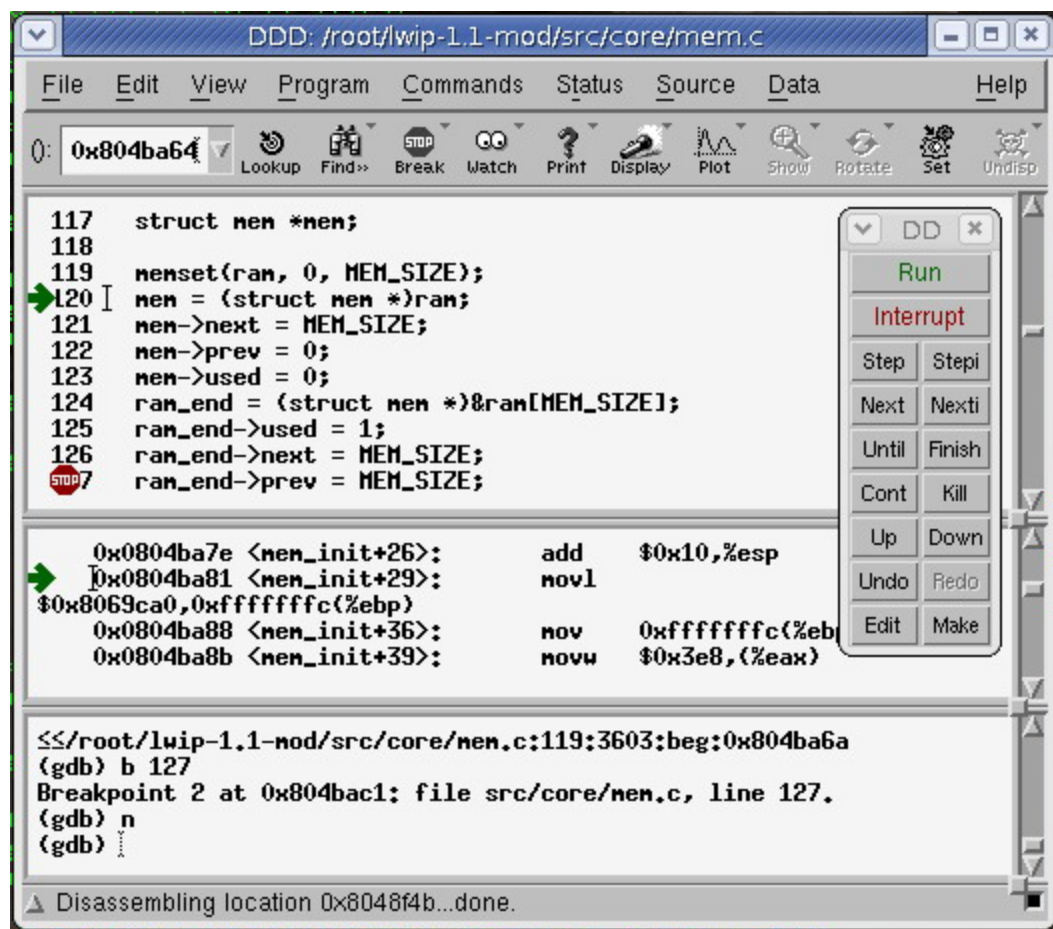 DDD: /root/lwip-1.1-mod/src/core/mem.c
File Edit View Program Commands Status Source Data Help
(): 0x804ba64 Lookup Find» Break Watch Print Display Plot Show Rotate Set Undisp
STOP
117 struct mem *mem;
118
119 memset(ram, 0, MEM_SIZE);
120 mem = (struct mem *)ram;
121 mem->next = MEM_SIZE;
122 mem->prev = 0;
123 mem->used = 0;
124 ram_end = (struct mem *)&ram[MEM_SIZE];
125 ram_end->used = 1;
126 ram_end->next = MEM_SIZE;
STOP 7 ram_end->prev = MEM_SIZE;
DD
Run
Interrupt
Step Stepi
Next Nexti
Until Finish
Cont Kill
Up Down
Undo Redo
Edit Make
0x0804ba7e <mem_init+26>: add $0x10,%esp
0x0804ba81 <mem_init+29>: movl
$0x8069ca0,0xfffffffc(%ebp)
0x0804ba88 <mem_init+36>: mov 0xfffffffc(%eb
0x0804ba8b <mem_init+39>: movw $0x3e8,(%eax)
≤≤/root/lwip-1.1-mod/src/core/mem.c:119:3603:beg:0x804ba6a
(gdb) b 127
Breakpoint 2 at 0x804bac1: file src/core/mem.c, line 127.
(gdb) n
(gdb)
Disassembling location 0x8048f4b...done.